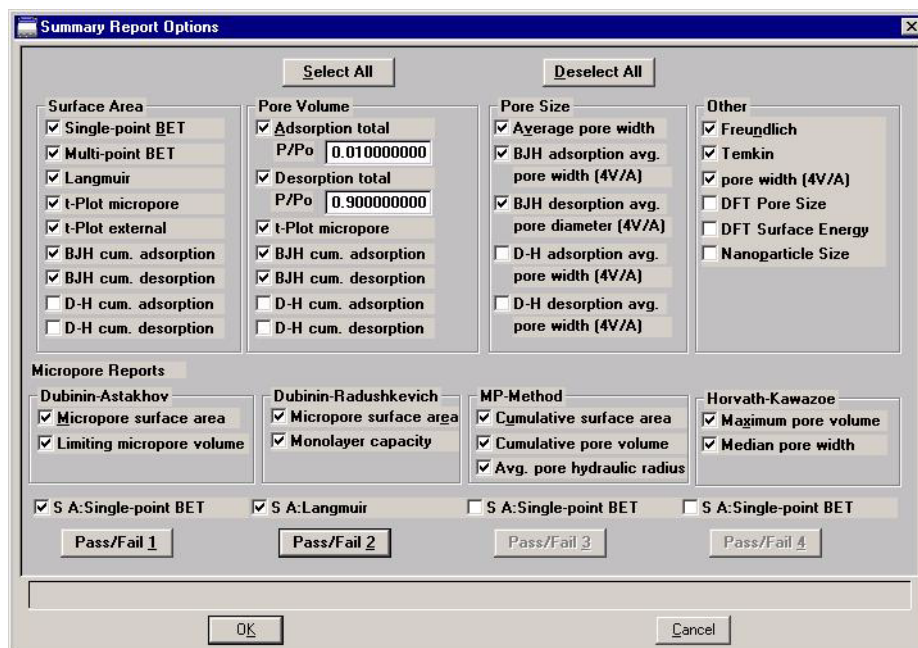 Summary Report Options
Select All
Deselect All
Surface Area
Single-point BET
Multi-point BET
Langmuir
t-Plot micropore
t-Plot external
BJH cum. adsorption
BJH cum. desorption
D-H cum. adsorption
D-H cum. desorption
Pore Volume
Adsorption total
P/Po 0.010000000
Desorption total
P/Po 0.900000000
t-Plot micropore
BJH cum. adsorption
BJH cum. desorption
D-H cum. adsorption
D-H cum. desorption
Pore Size
Average pore width
BJH adsorption avg.
pore width (4V/A)
BJH desorption avg.
pore diameter (4V/A)
D-H adsorption avg.
pore width (4V/A)
D-H desorption avg.
pore width (4V/A)
Other
Freundlich
Temkin
pore width (4V/A)
DFT Pore Size
DFT Surface Energy
Nanoparticle Size
Micropore Reports
Dubinin-Astakhov
Micropore surface area
Limiting micropore volume
Dubinin-Radushkevich
Micropore surface area
Monolayer capacity
MP-Method
Cumulative surface area
Cumulative pore volume
Avg. pore hydraulic radius
Horvath-Kawazoe
Maximum pore volume
Median pore width
S A:Single-point BET
S A:Langmuir
S A:Single-point BET
S A:Single-point BET
Pass/Fail 1
Pass/Fail 2
Pass/Fail 3
Pass/Fail 4
OK
Cancel